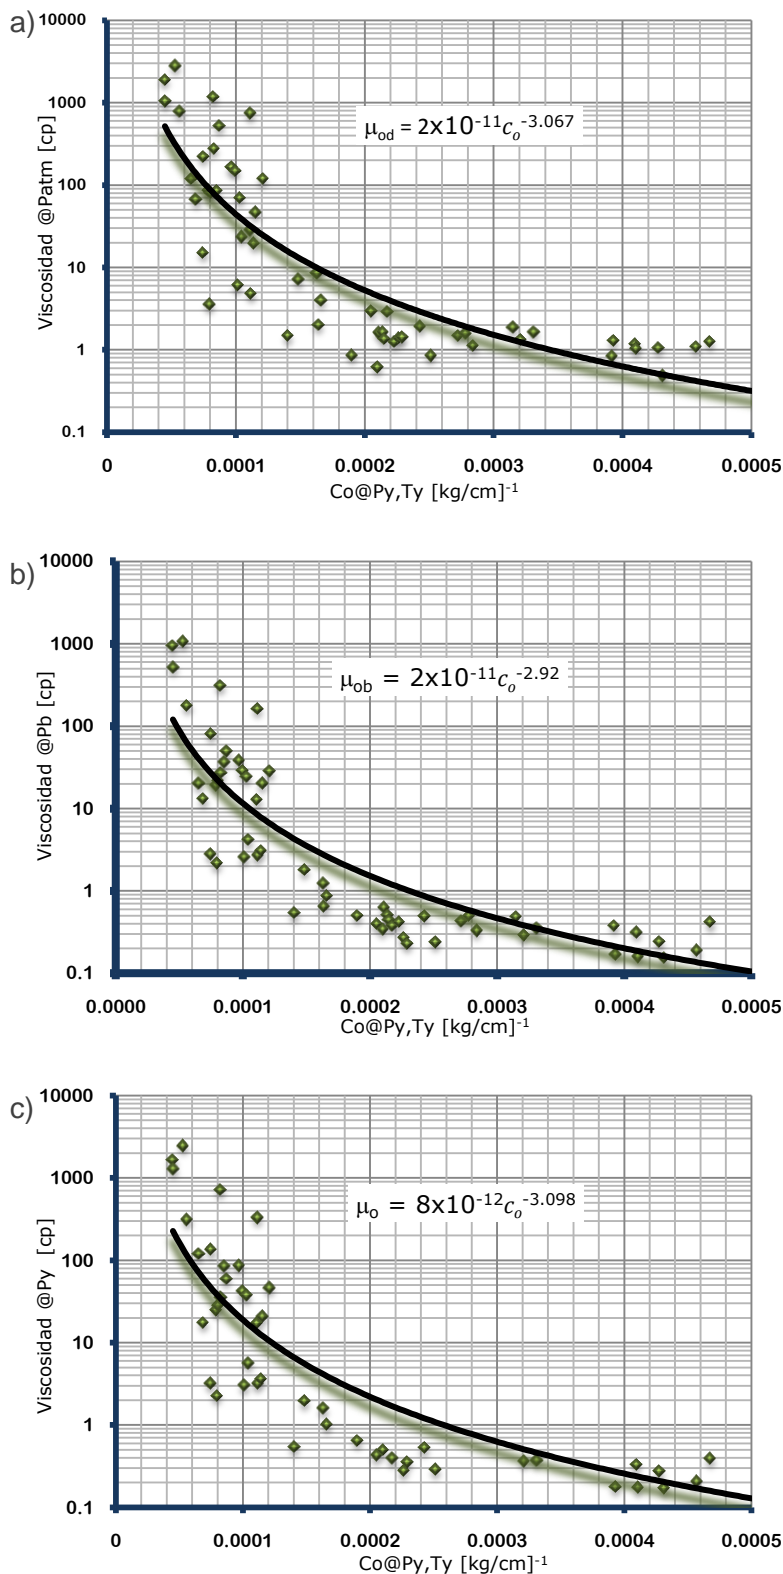 a)
10000
1000
100
10
1
0.1
Viscosidad @Patm [cp]
μod = 2x10⁻¹¹cₒ⁻³·⁰⁶⁷
0 0.0001 0.0002 0.0003 0.0004 0.0005
Co@Py,Ty [kg/cm]⁻¹
b)
10000
1000
100
10
1
0.1
Viscosidad @Pb [cp]
μob = 2x10⁻¹¹cₒ⁻²·⁹²
0.0000 0.0001 0.0002 0.0003 0.0004 0.0005
Co@Py,Ty [kg/cm]⁻¹
c)
10000
1000
100
10
1
0.1
Viscosidad @Py [cp]
μo = 8x10⁻¹²cₒ⁻³·⁰⁹⁸
0 0.0001 0.0002 0.0003 0.0004 0.0005
Co@Py,Ty [kg/cm]⁻¹